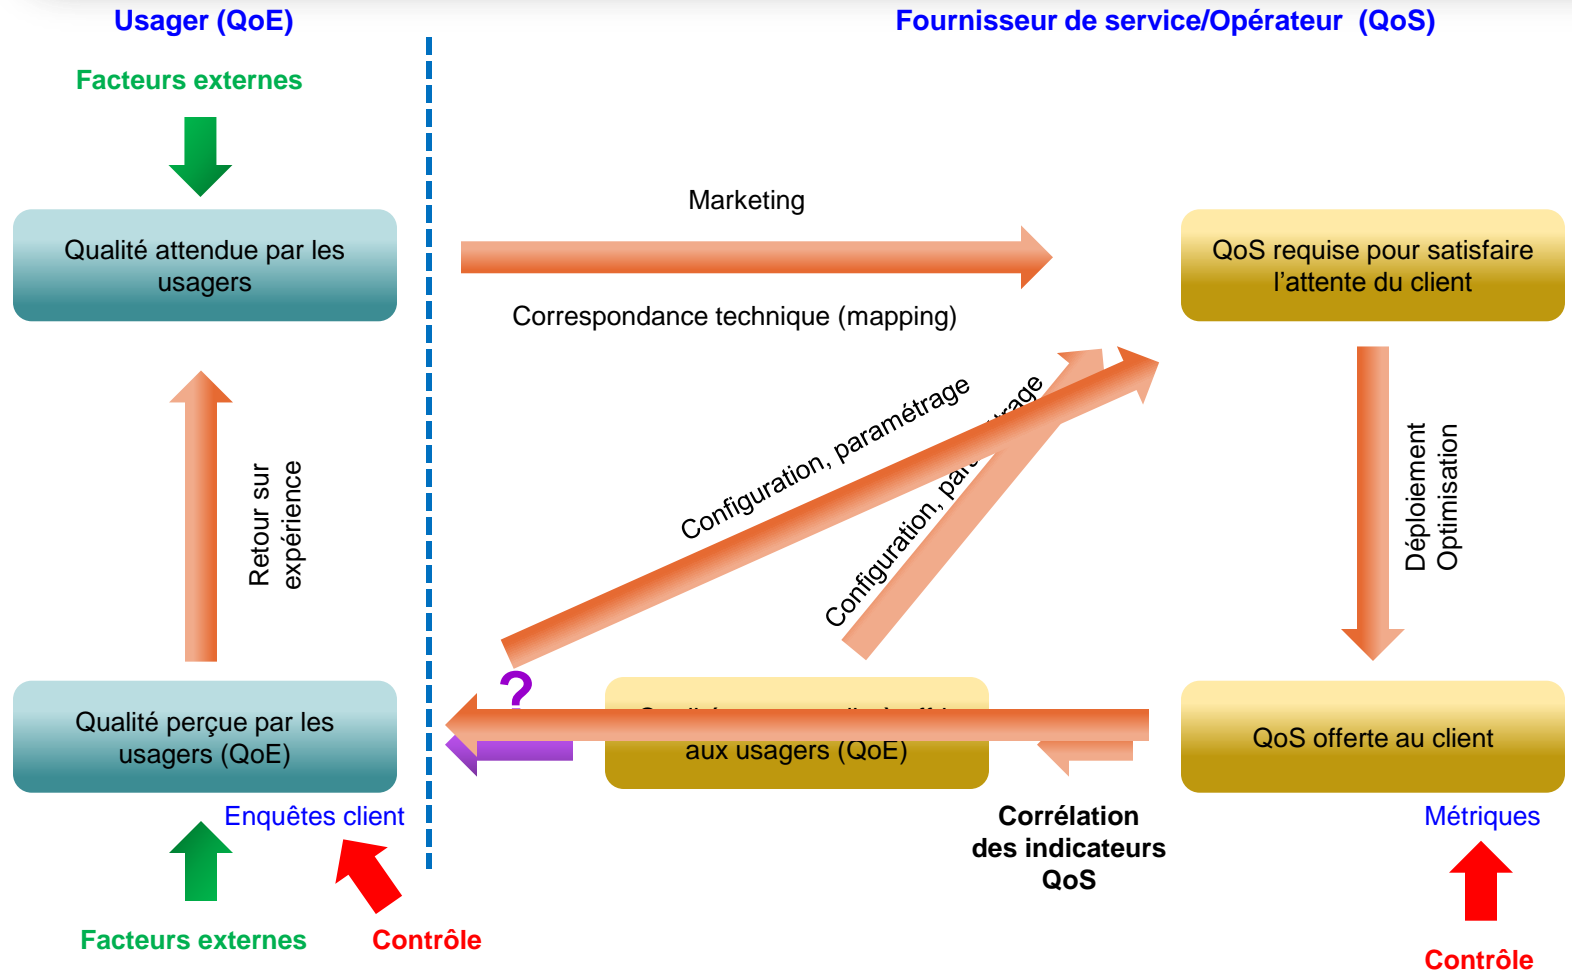 Usager (QoE)
Fournisseur de service/Opérateur (QoS)
Facteurs externes
Marketing
Qualité attendue par les
usagers
QoS requise pour satisfaire
l’attente du client
Correspondance technique (mapping)
Configuration, paramétrage
Configuration,
Retour sur
expérience
Déploiement
Optimisation
?
Qualité perçue par les
usagers (QoE)
aux usagers (QoE)
QoS offerte au client
Enquêtes client
Corrélation
des indicateurs
QoS
Métriques
Facteurs externes
Contrôle
Contrôle